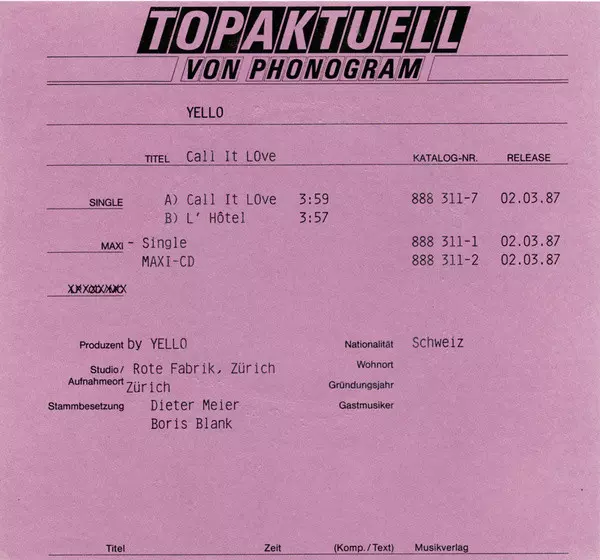 TOPAKTUELL
VON PHONOGRAM
YELLO
TITEL Call It LOve KATALOG-NR. RELEASE
SINGLE A) Call It LOve 3:59 888 311-7 02.03.87
B) L' Hôtel 3:57
MAXI - Single 888 311-1 02.03.87
MAXI-CD 888 311-2 02.03.87
Produzent by YELLO Nationalität Schweiz
Studio/ Rote Fabrik, Zürich Wohnort
Aufnahmeort Zürich Gründungsjahr
Stammbesetzung Dieter Meier Gastmusiker
Boris Blank
Titel Zeit (Komp./Text) Musikverlag